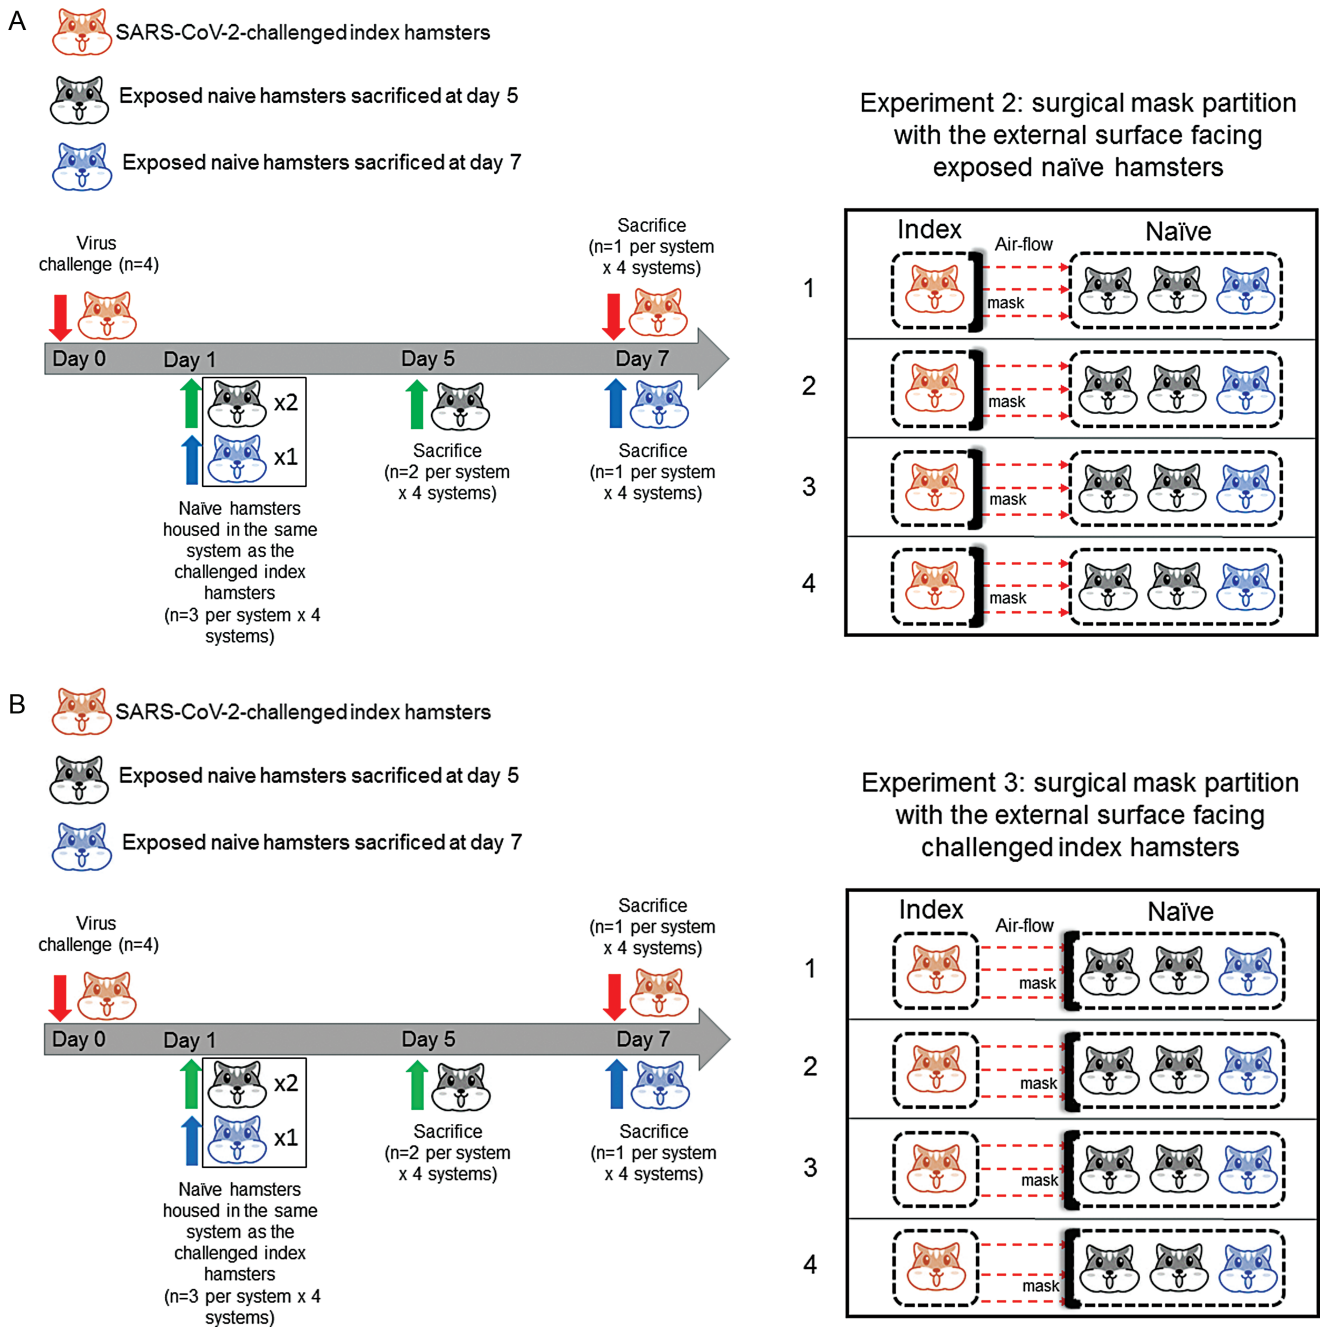 A
SARS-CoV-2-challenged index hamsters
Exposed naive hamsters sacrificed at day 5
Exposed naive hamsters sacrificed at day 7
Virus
challenge (n=4)
Sacrifice
(n=1 per system
x 4 systems)
Day 0
Day 1
Day 5
Day 7
x2
x1
Naïve hamsters
housed in the same
system as the
challenged index
hamsters
(n=3 per system x 4
systems)
Sacrifice
(n=2 per system
x 4 systems)
Sacrifice
(n=1 per system
x 4 systems)
Experiment 2: surgical mask partition
with the external surface facing
exposed naïve hamsters
Index
Air-flow
Naïve
1
mask
2
mask
3
mask
4
mask
B
SARS-CoV-2-challenged index hamsters
Exposed naive hamsters sacrificed at day 5
Exposed naive hamsters sacrificed at day 7
Virus
challenge (n=4)
Sacrifice
(n=1 per system
x 4 systems)
Day 0
Day 1
Day 5
Day 7
x2
x1
Naïve hamsters
housed in the same
system as the
challenged index
hamsters
(n=3 per system x 4
systems)
Sacrifice
(n=2 per system
x 4 systems)
Sacrifice
(n=1 per system
x 4 systems)
Experiment 3: surgical mask partition
with the external surface facing
challenged index hamsters
Index
Air-flow
Naïve
1
mask
2
mask
3
mask
4
mask